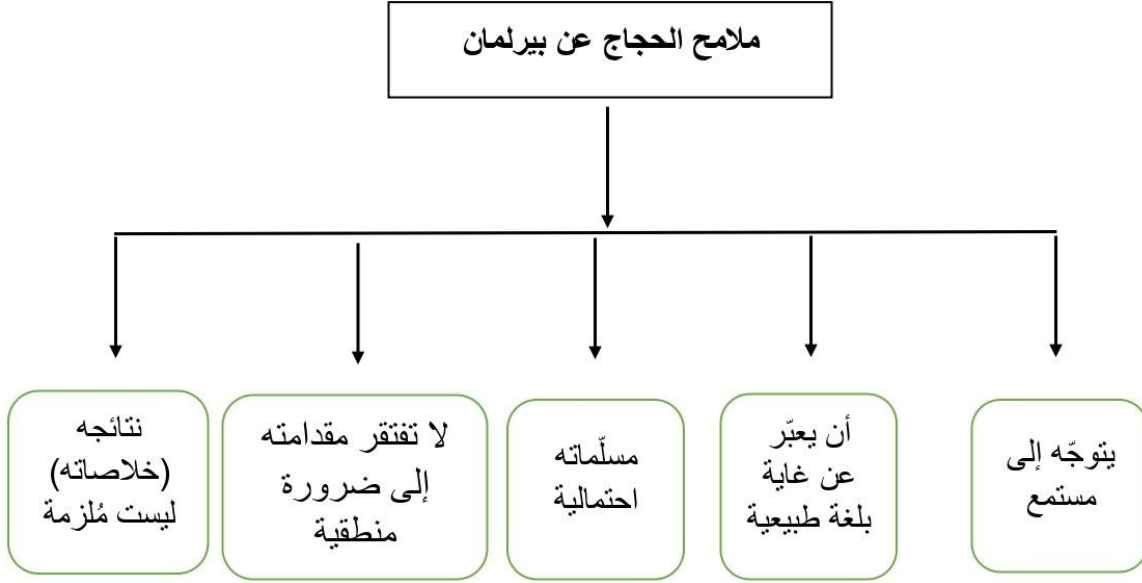 ملامح الحجاج عن بيرلمان
يتوجّه إلى
مستمع
أن يعبّر
عن غاية
بلغة طبيعية
مسلّماته
احتمالية
لا تفتقر مقدامته
إلى ضرورة
منطقية
نتائجه
(خلاصاته)
ليست مُلزمة